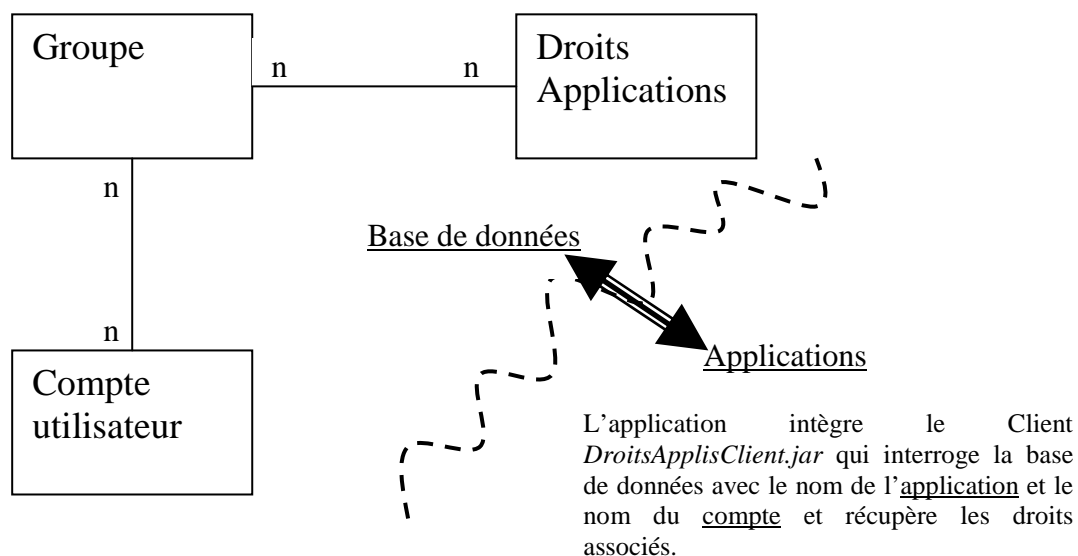 Groupe
n
n
Droits
Applications
n
Base de données
n
Applications
Compte
utilisateur
L'application intègre le Client
DroitsApplisClient.jar qui interroge la base
de données avec le nom de l'application et le
nom du compte et récupère les droits
associés.